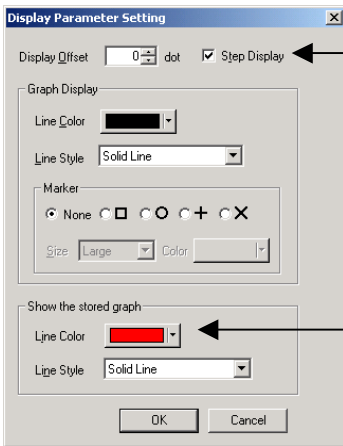 Display Parameter Setting
Display Offset 0 dot Step Display
Graph Display
Line Color
Line Style Solid Line
Marker
None
Size Large Color
Show the stored graph
Line Color
Line Style Solid Line
OK Cancel